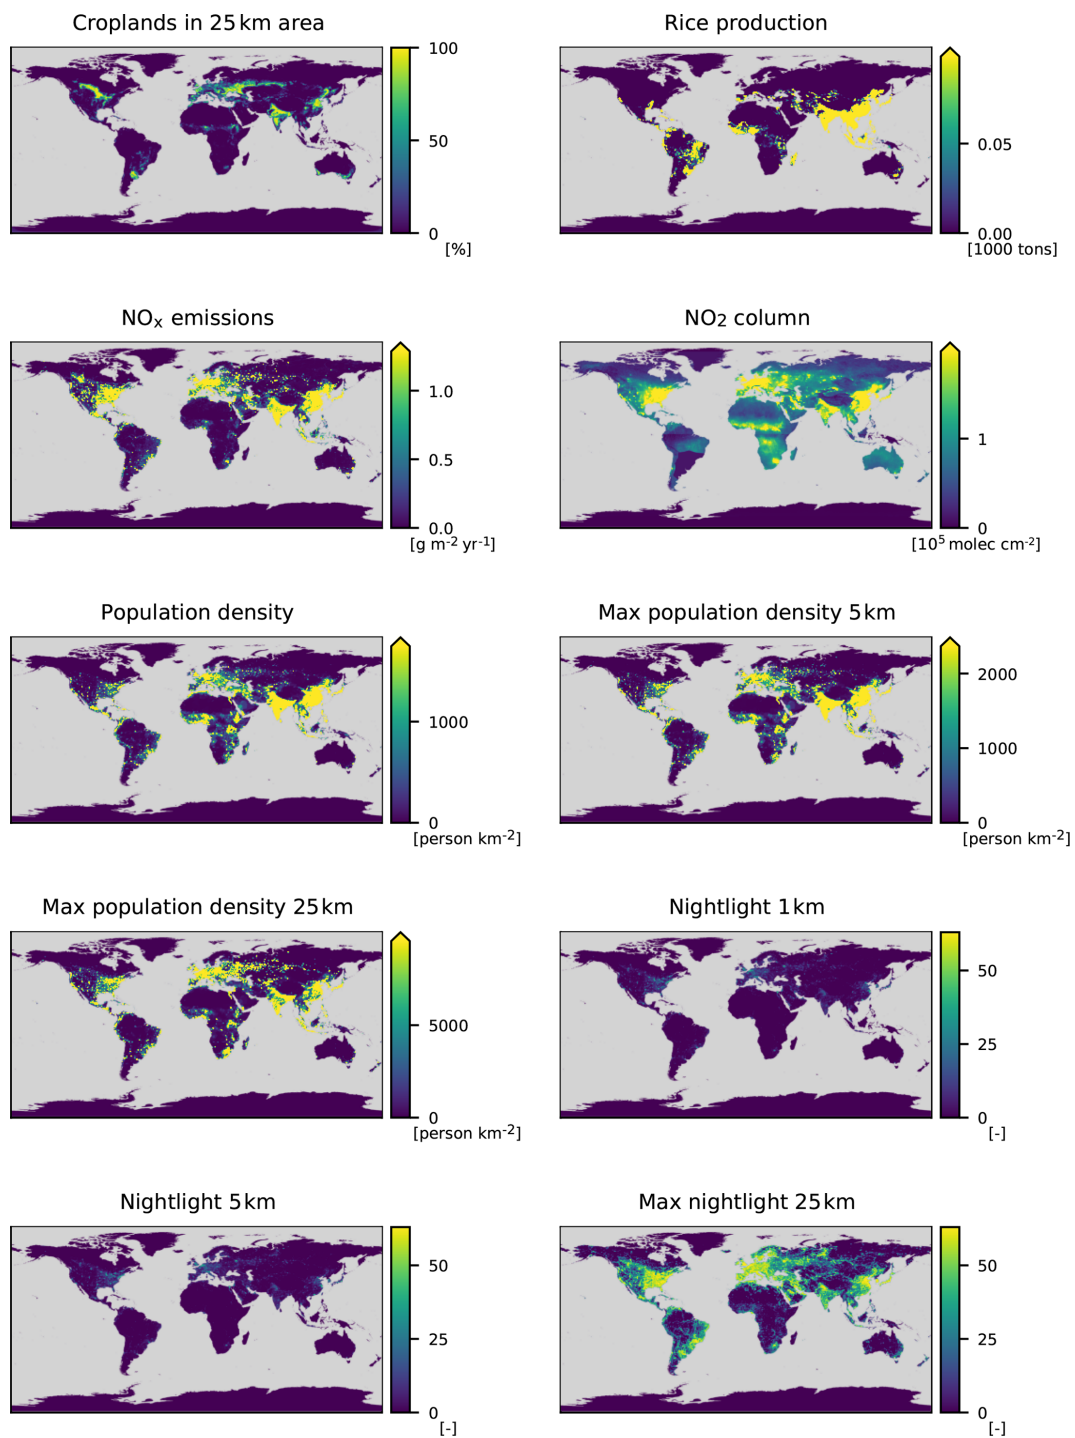 Croplands in 25 km area
100
50
0
[%]
Rice production
0.05
0.00
[1000 tons]
NOx emissions
1.0
0.5
0.0
[g m-2 yr-1]
NO2 column
1
0
[10^5 molec cm-2]
Population density
1000
0
[person km-2]
Max population density 5 km
2000
1000
0
[person km-2]
Max population density 25 km
5000
0
[person km-2]
Nightlight 1 km
50
25
0
[-]
Nightlight 5 km
50
25
0
[-]
Max nightlight 25 km
50
25
0
[-]